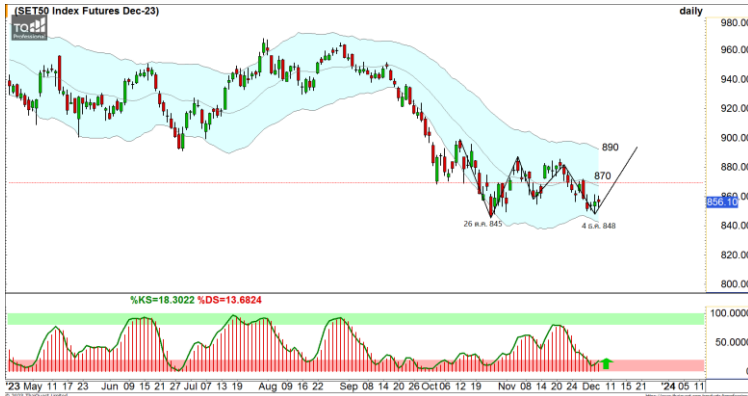 (SET50 Index Futures Dec-23) daily
TQ
Professional
980.00
960.00
940.00
920.00
900.00
890
870
880.00
856.10
26 ต.ค. 845
4 ธ.ค. 848
840.00
820.00
800.00
%KS=18.3022 %DS=13.6824
100.0000
50.0000
0
'23 May 11 17 23 Jun 09 15 21 27 Jul 07 13 19 Aug 09 16 22 Sep 08 14 20 26 Oct 06 12 19 Nov 08 14 20 24 Dec 11 15 21 '24 05 11